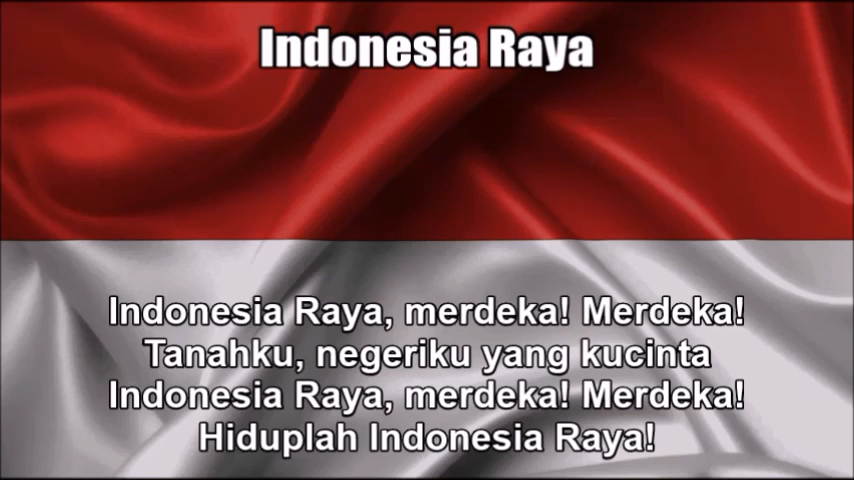 Indonesia Raya
Indonesia Raya, merdeka! Merdeka!
Tanahku, negeriku yang kucinta
Indonesia Raya, merdeka! Merdeka!
Hiduplah Indonesia Raya!